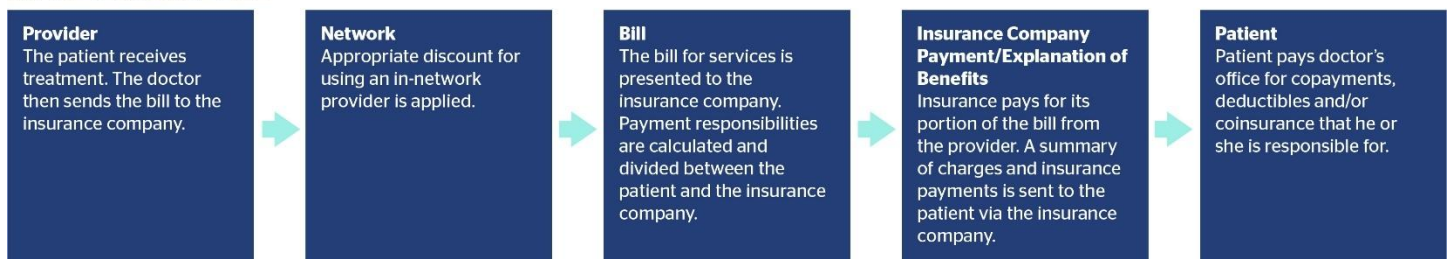 Provider
The patient receives
treatment. The doctor
then sends the bill to the
insurance company.
Network
Appropriate discount for
using an in-network
provider is applied.
Bill
The bill for services is
presented to the
insurance company.
Payment responsibilities
are calculated and
divided between the
patient and the insurance
company.
Insurance Company
Payment/Explanation of
Benefits
Insurance pays for its
portion of the bill from
the provider. A summary
of charges and insurance
payments is sent to the
patient via the insurance
company.
Patient
Patient pays doctor’s
office for copayments,
deductibles and/or
coinsurance that he or
she is responsible for.